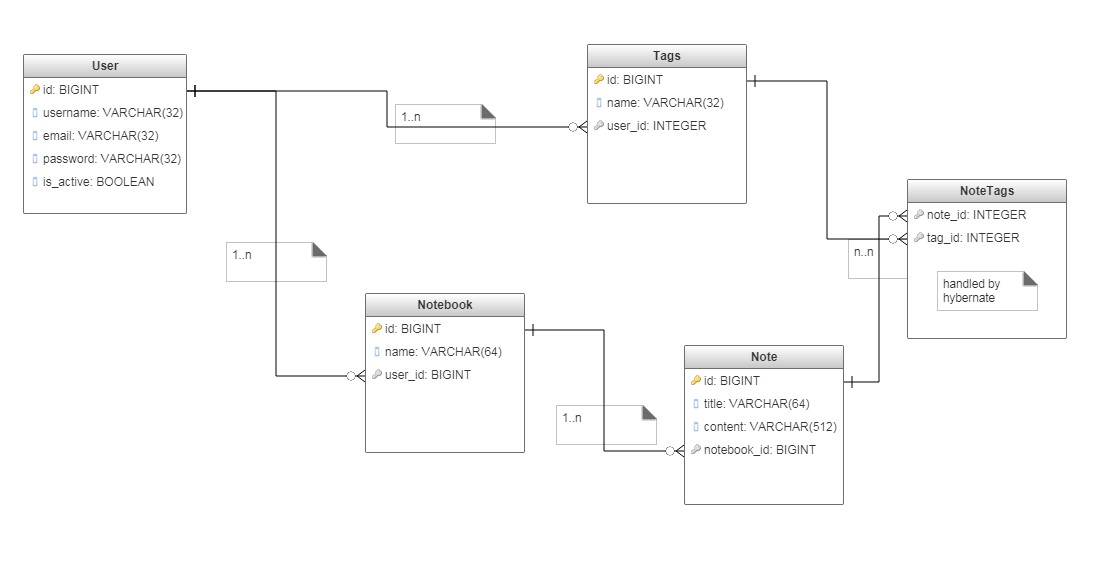 User
id: BIGINT
username: VARCHAR(32)
email: VARCHAR(32)
password: VARCHAR(32)
is_active: BOOLEAN
1..n
Tags
id: BIGINT
name: VARCHAR(32)
user_id: INTEGER
NoteTags
note_id: INTEGER
tag_id: INTEGER
handled by
hybernate
n..n
1..n
Notebook
id: BIGINT
name: VARCHAR(64)
user_id: BIGINT
1..n
Note
id: BIGINT
title: VARCHAR(64)
content: VARCHAR(512)
notebook_id: BIGINT